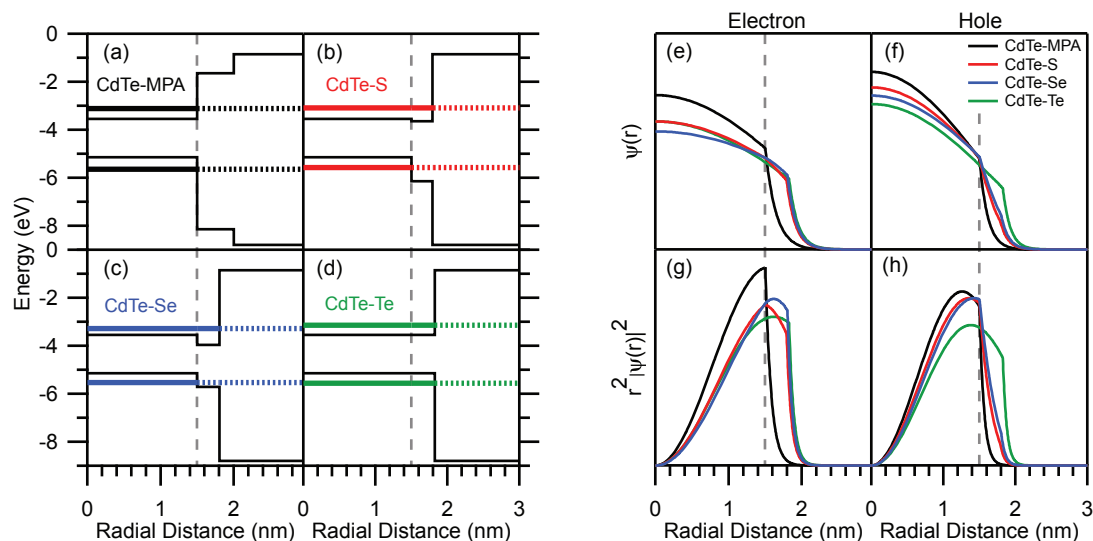 Electron
Hole
0
(a)
(b)
(e)
(f)
CdTe-MPA
CdTe-S
CdTe-Se
CdTe-Te
-2
CdTe-MPA
CdTe-S
-4
Ψ(r)
-6
-8
0
Energy (eV)
(c)
(d)
(g)
(h)
-2
CdTe-Se
CdTe-Te
-4
r²|Ψ(r)|²
-6
-8
0 1 2 0 1 2 3
0 1 2 0 1 2 3
Radial Distance (nm)
Radial Distance (nm)
Radial Distance (nm)
Radial Distance (nm)